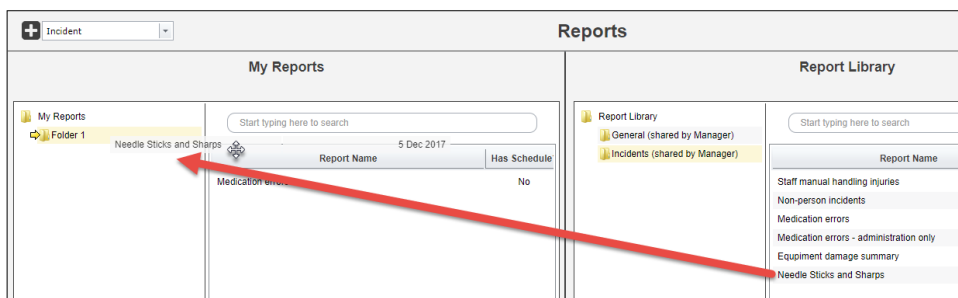 Incident
Reports
My Reports
Report Library
My Reports
Folder 1
Start typing here to search
Needle Sticks and Sharps 5 Dec 2017
Report Name Has Schedule
Medication errors No
Report Library
General (shared by Manager)
Incidents (shared by Manager)
Start typing here to search
Report Name
Staff manual handling injuries
Non-person incidents
Medication errors
Medication errors - administration only
Equpiment damage summary
Needle Sticks and Sharps